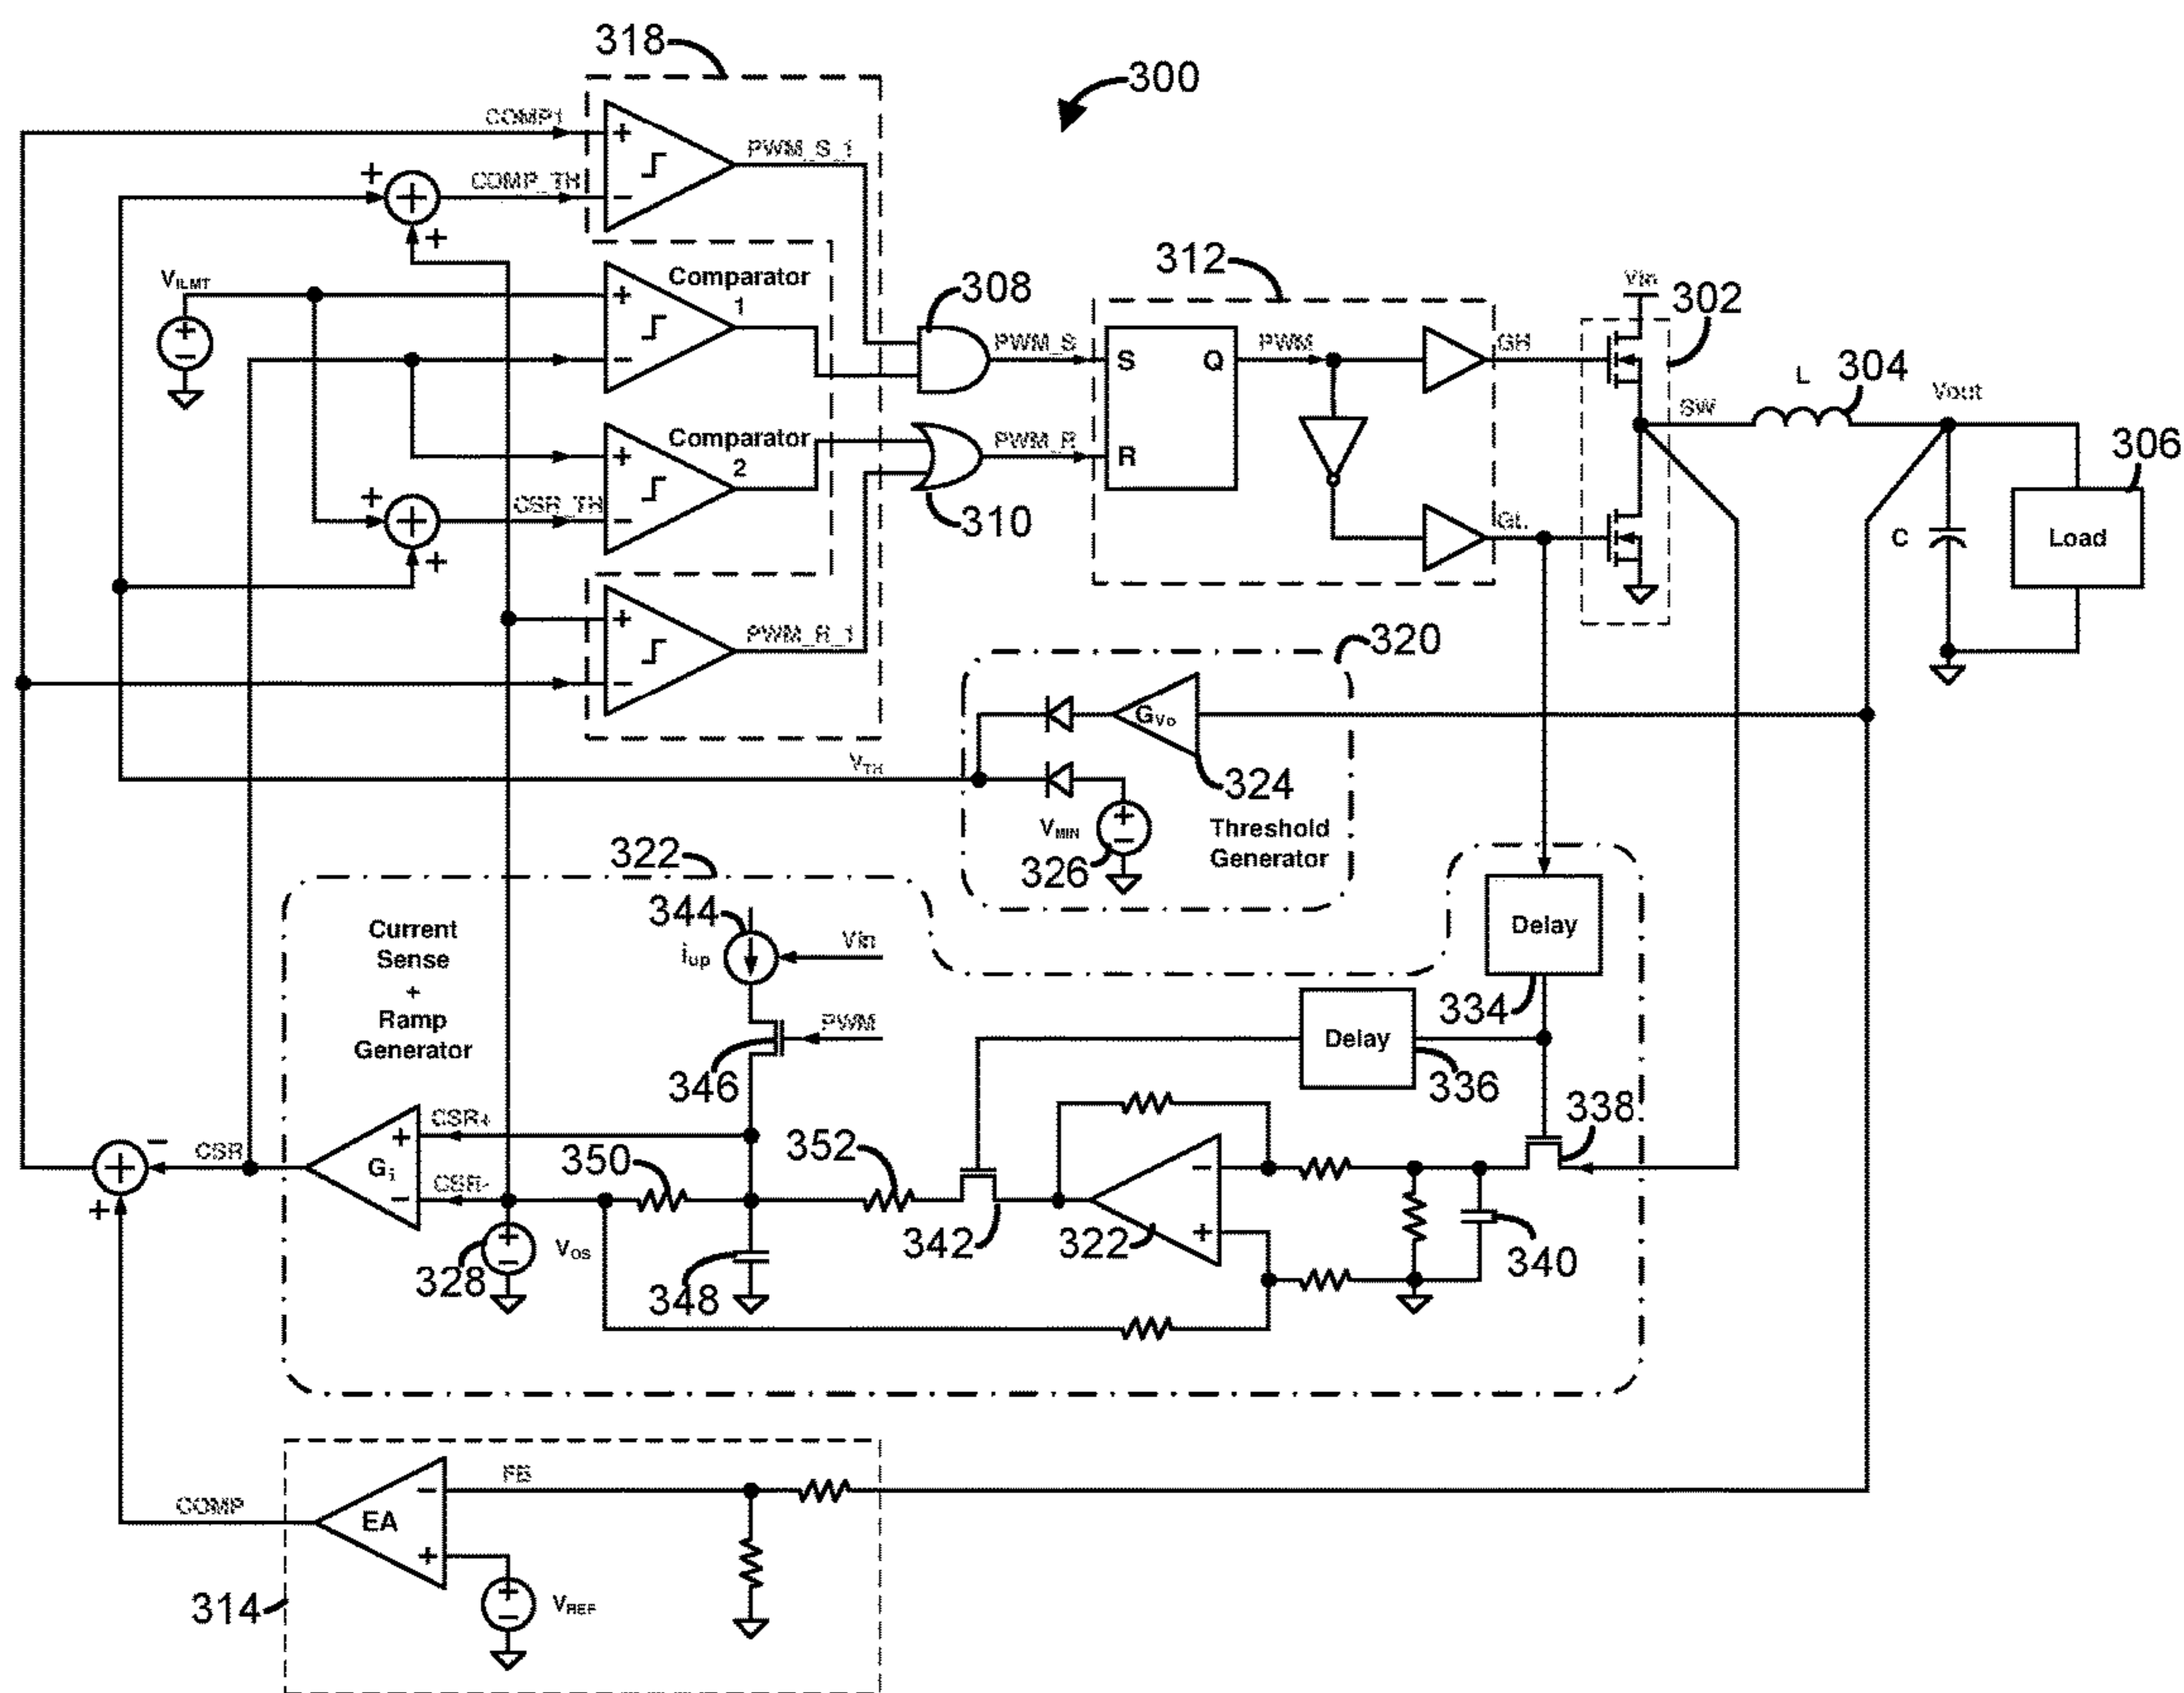 318
300
COMP1
+
PWM_S_1
+
COMP_TH
−
+
VILMT
+
Comparator
1
−
308
PWM_S
312
S
Q
PWM
GH
Vin
302
SW
L
304
Vout
306
Comparator
2
+
+
CSR_TH
−
+
310
PWM_R
R
GL
C
Load
+
PWM_R_1
−
320
GVo
324
VTH
VMIN
326
Threshold
Generator
322
344
iup
Vin
Current
Sense
+
Ramp
Generator
PWM
346
Delay
334
Delay
336
338
CSR
−
+
CSR+
+
Gi
CSR-
−
350
352
342
322
−
+
340
328
VOS
348
FB
−
COMP
EA
+
314
VREF